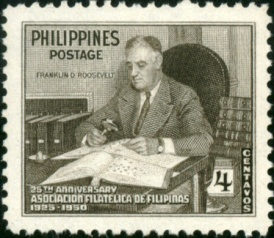 PHILIPPINES
POSTAGE
FRANKLIN D. ROOSEVELT
25TH ANNIVERSARY
ASOCIACION FILATELICA DE FILIPINAS
1925-1950
4
CENTAVOS